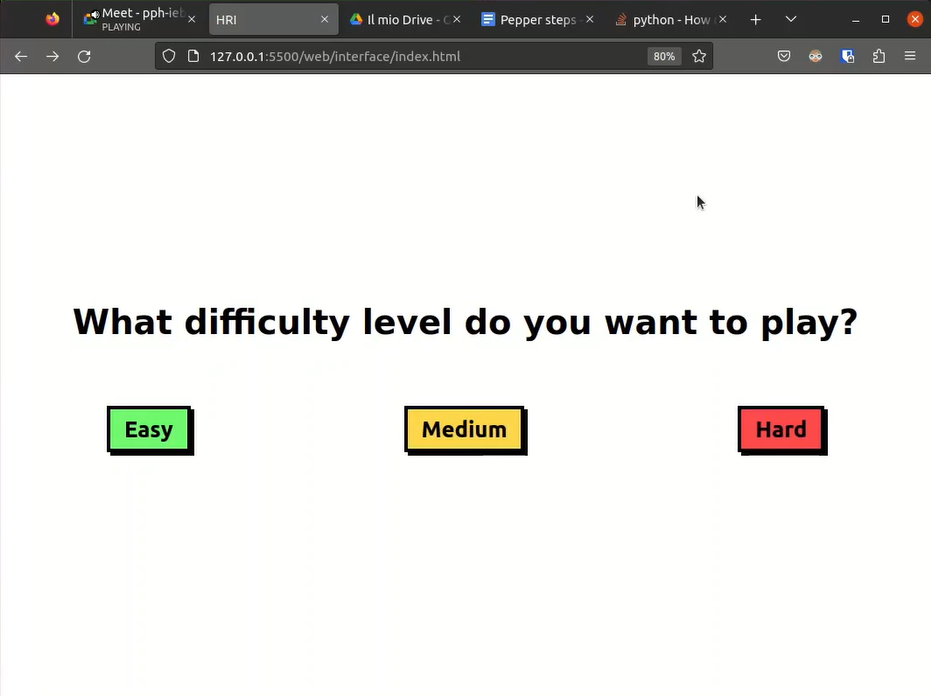 Meet - pph-ieb
PLAYING
HRI
Il mio Drive - G
Pepper steps -
python - How
127.0.0.1:5500/web/interface/index.html
80%
What difficulty level do you want to play?
Easy
Medium
Hard